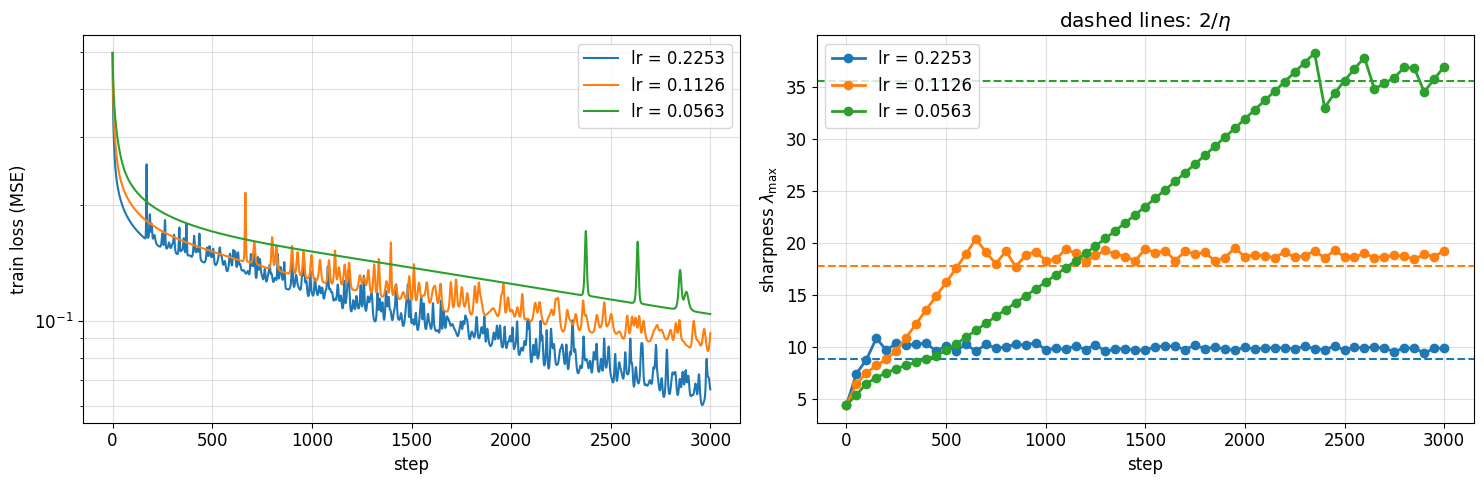 train loss (MSE)
10⁻¹
0
500
1000
1500
2000
2500
3000
step
lr = 0.2253
lr = 0.1126
lr = 0.0563
dashed lines: 2/η
sharpness λmax
35
30
25
20
15
10
5
0
500
1000
1500
2000
2500
3000
step
lr = 0.2253
lr = 0.1126
lr = 0.0563